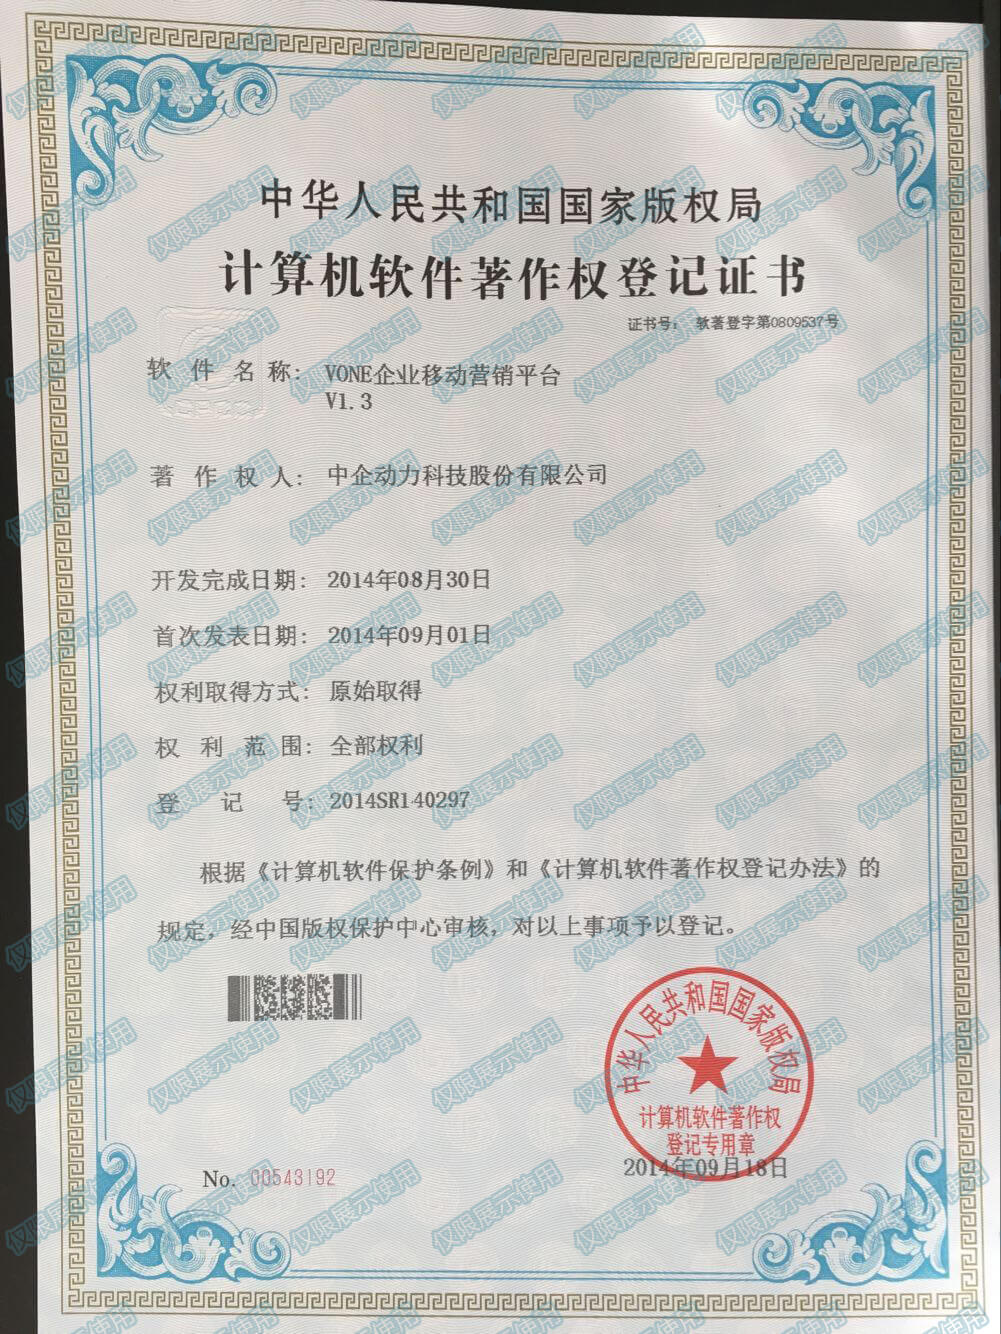 中华人民共和国国家版权局
计算机软件著作权登记证书
证书号： 软著登字第0809537号
软件名称： VONE企业移动营销平台
V1.3
著作权人： 中企动力科技股份有限公司
开发完成日期： 2014年08月30日
首次发表日期： 2014年09月01日
权利取得方式： 原始取得
权利范围： 全部权利
登记号： 2014SR140297
根据《计算机软件保护条例》和《计算机软件著作权登记办法》的
规定，经中国版权保护中心审核，对以上事项予以登记。
中华人民共和国国家版权局
计算机软件著作权
登记专用章
No. 00543192
2014年09月18日
仅限展示使用